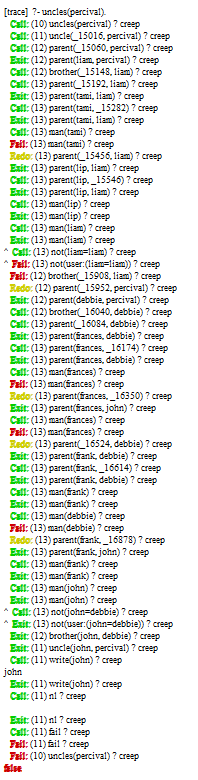 [trace]  ?- uncles(percival).
Call: (10) uncles(percival) ? creep
Call: (11) uncle(_15016, percival) ? creep
Call: (12) parent(_15060, percival) ? creep
Exit: (12) parent(liam, percival) ? creep
Call: (12) brother(_15148, liam) ? creep
Call: (13) parent(_15192, liam) ? creep
Exit: (13) parent(tami, liam) ? creep
Call: (13) parent(tami, _15282) ? creep
Exit: (13) parent(tami, liam) ? creep
Call: (13) man(tami) ? creep
Fail: (13) man(tami) ? creep
Redo: (13) parent(_15456, liam) ? creep
Exit: (13) parent(lip, liam) ? creep
Call: (13) parent(lip, _15546) ? creep
Exit: (13) parent(lip, liam) ? creep
Call: (13) man(lip) ? creep
Exit: (13) man(lip) ? creep
Call: (13) man(liam) ? creep
Exit: (13) man(liam) ? creep
^ Call: (13) not(liam=liam) ? creep
^ Fail: (13) not(user:(liam=liam)) ? creep
Fail: (12) brother(_15908, liam) ? creep
Redo: (12) parent(_15952, percival) ? creep
Exit: (12) parent(debbie, percival) ? creep
Call: (12) brother(_16040, debbie) ? creep
Call: (13) parent(_16084, debbie) ? creep
Exit: (13) parent(frances, debbie) ? creep
Call: (13) parent(frances, _16174) ? creep
Exit: (13) parent(frances, debbie) ? creep
Call: (13) man(frances) ? creep
Fail: (13) man(frances) ? creep
Redo: (13) parent(frances, _16350) ? creep
Exit: (13) parent(frances, john) ? creep
Call: (13) man(frances) ? creep
Fail: (13) man(frances) ? creep
Redo: (13) parent(_16524, debbie) ? creep
Exit: (13) parent(frank, debbie) ? creep
Call: (13) parent(frank, _16614) ? creep
Exit: (13) parent(frank, debbie) ? creep
Call: (13) man(frank) ? creep
Exit: (13) man(frank) ? creep
Call: (13) man(debbie) ? creep
Fail: (13) man(debbie) ? creep
Redo: (13) parent(frank, _16878) ? creep
Exit: (13) parent(frank, john) ? creep
Call: (13) man(frank) ? creep
Exit: (13) man(frank) ? creep
Call: (13) man(john) ? creep
Exit: (13) man(john) ? creep
^ Call: (13) not(john=debbie) ? creep
^ Exit: (13) not(user:(john=debbie)) ? creep
Exit: (12) brother(john, debbie) ? creep
Exit: (11) uncle(john, percival) ? creep
Call: (11) write(john) ? creep
john
Exit: (11) write(john) ? creep
Call: (11) nl ? creep
Exit: (11) nl ? creep
Call: (11) fail ? creep
Fail: (11) fail ? creep
Fail: (10) uncles(percival) ? creep
false